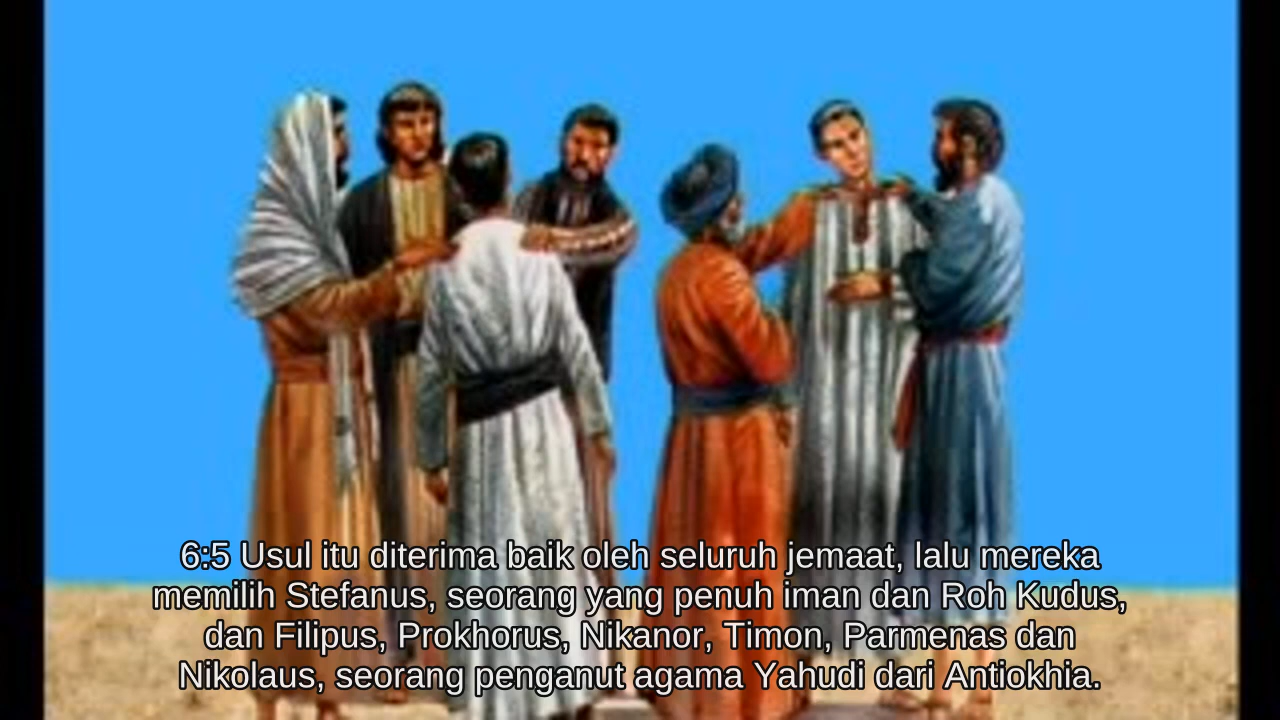 6:5 Usul itu diterima baik oleh seluruh jemaat, lalu mereka
memilih Stefanus, seorang yang penuh iman dan Roh Kudus,
dan Filipus, Prokhorus, Nikanor, Timon, Parmenas dan
Nikolaus, seorang penganut agama Yahudi dari Antiokhia.